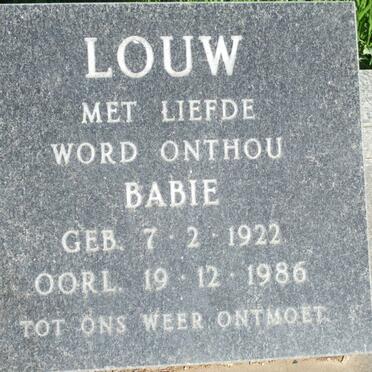 LOUW
MET LIEFDE
WORD ONTHOU
BABIE
GEB. 7·2·1922
OORL. 19·12·1986
TOT ONS WEER ONTMOET.